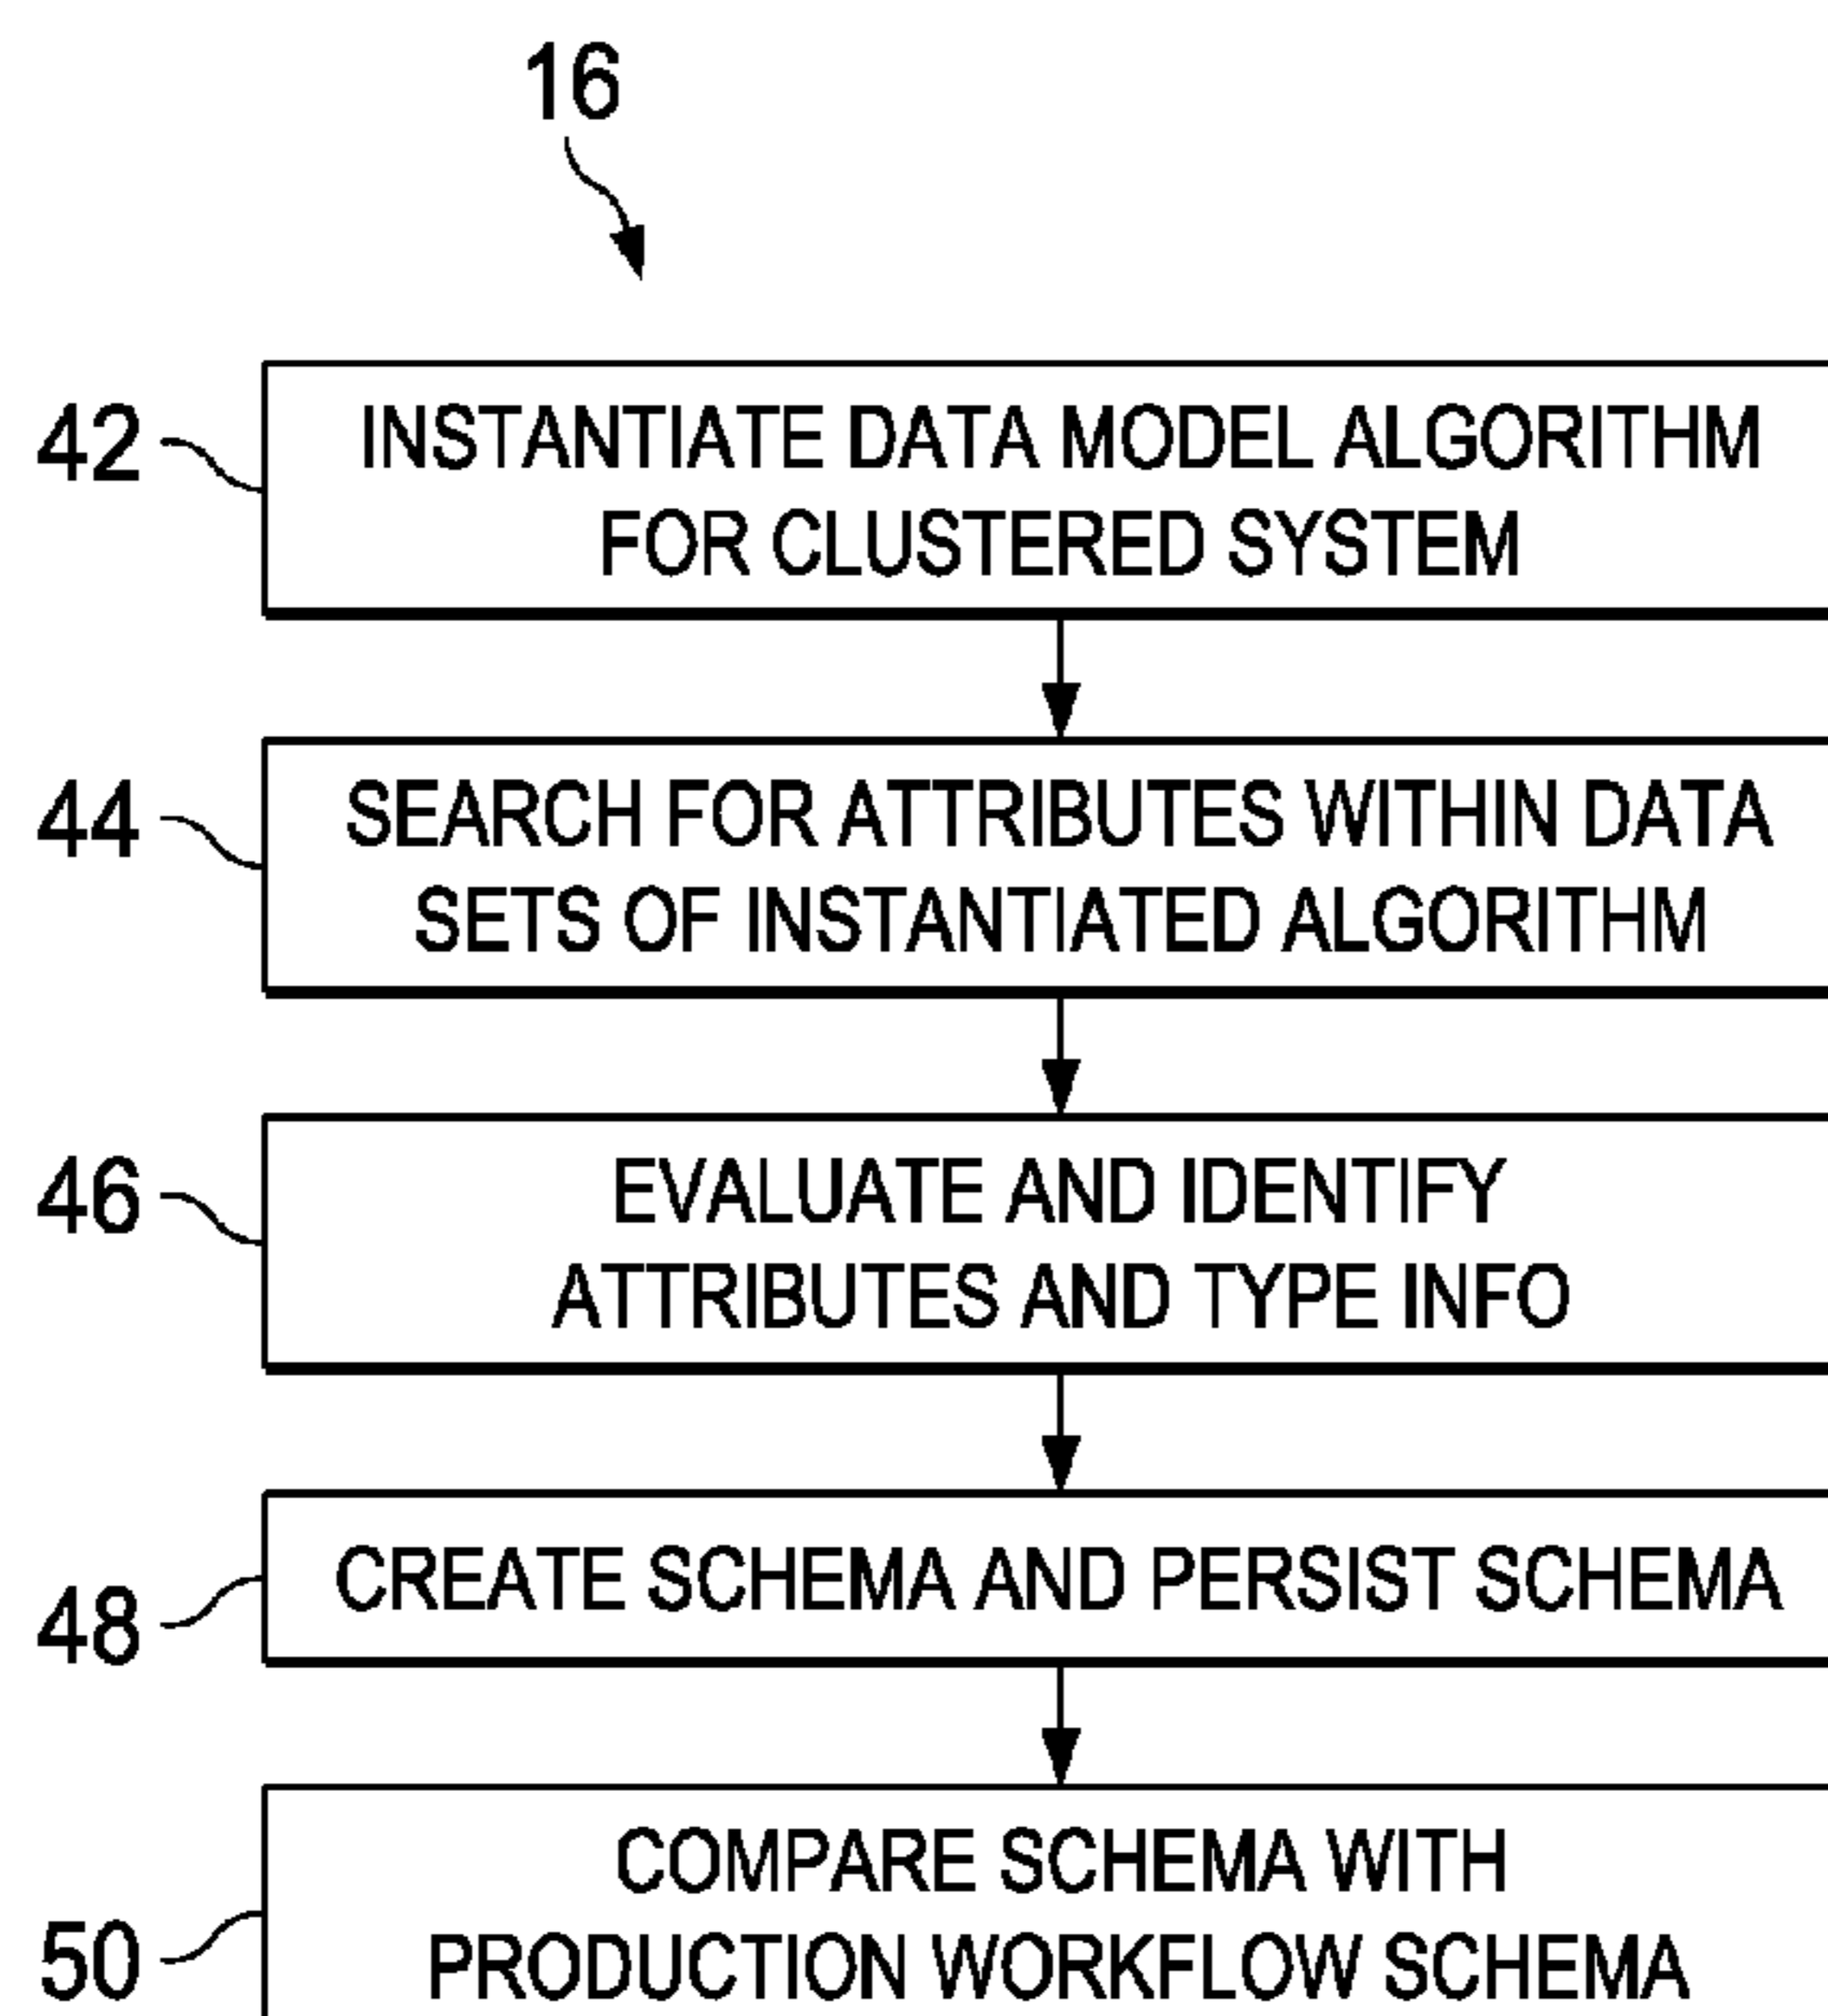 16
42
INSTANTIATE DATA MODEL ALGORITHM
FOR CLUSTERED SYSTEM
44
SEARCH FOR ATTRIBUTES WITHIN DATA
SETS OF INSTANTIATED ALGORITHM
46
EVALUATE AND IDENTIFY
ATTRIBUTES AND TYPE INFO
48
CREATE SCHEMA AND PERSIST SCHEMA
50
COMPARE SCHEMA WITH
PRODUCTION WORKFLOW SCHEMA